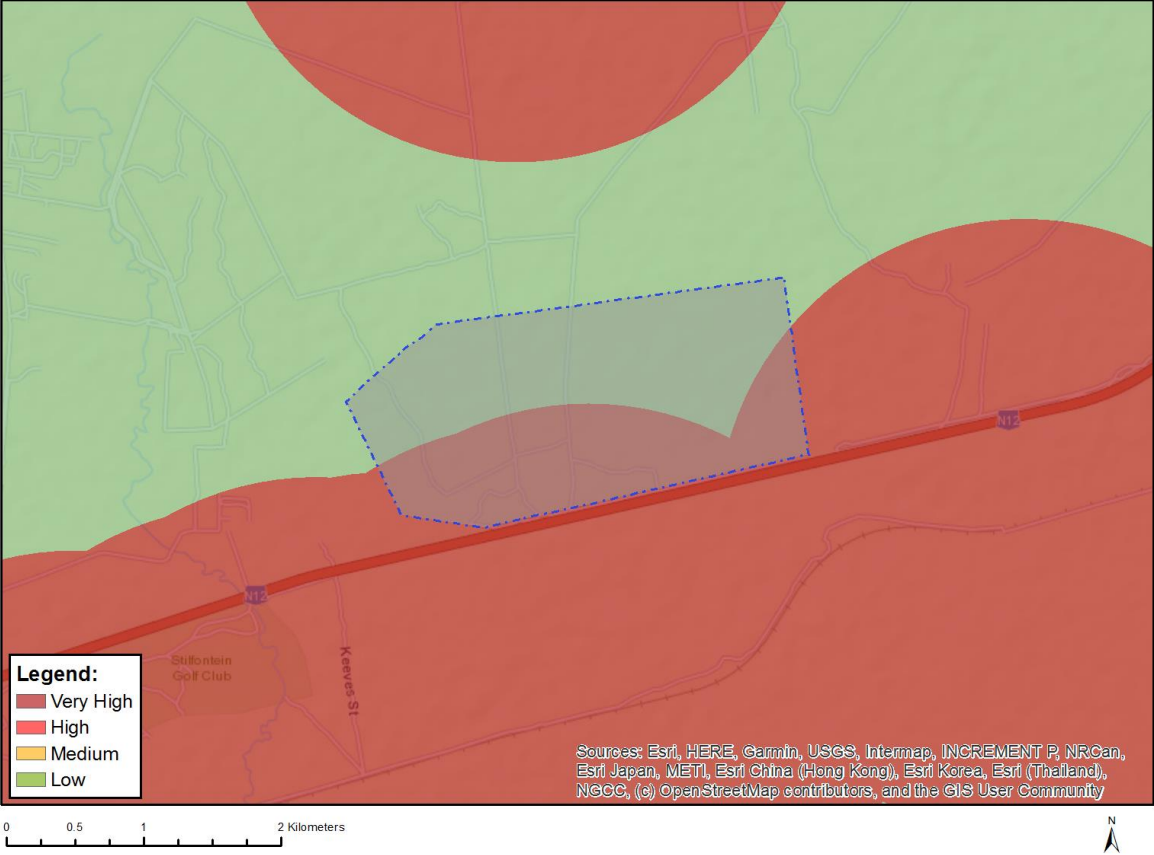 N12
N12
Stilfontein
Golf Club
Keeves St
Legend:
Very High
High
Medium
Low
Sources: Esri, HERE, Garmin, USGS, Intermap, INCREMENT P, NRCan,
Esri Japan, METI, Esri China (Hong Kong), Esri Korea, Esri (Thailand),
NGCC, (c) OpenStreetMap contributors, and the GIS User Community
0 0.5 1 2 Kilometers
N